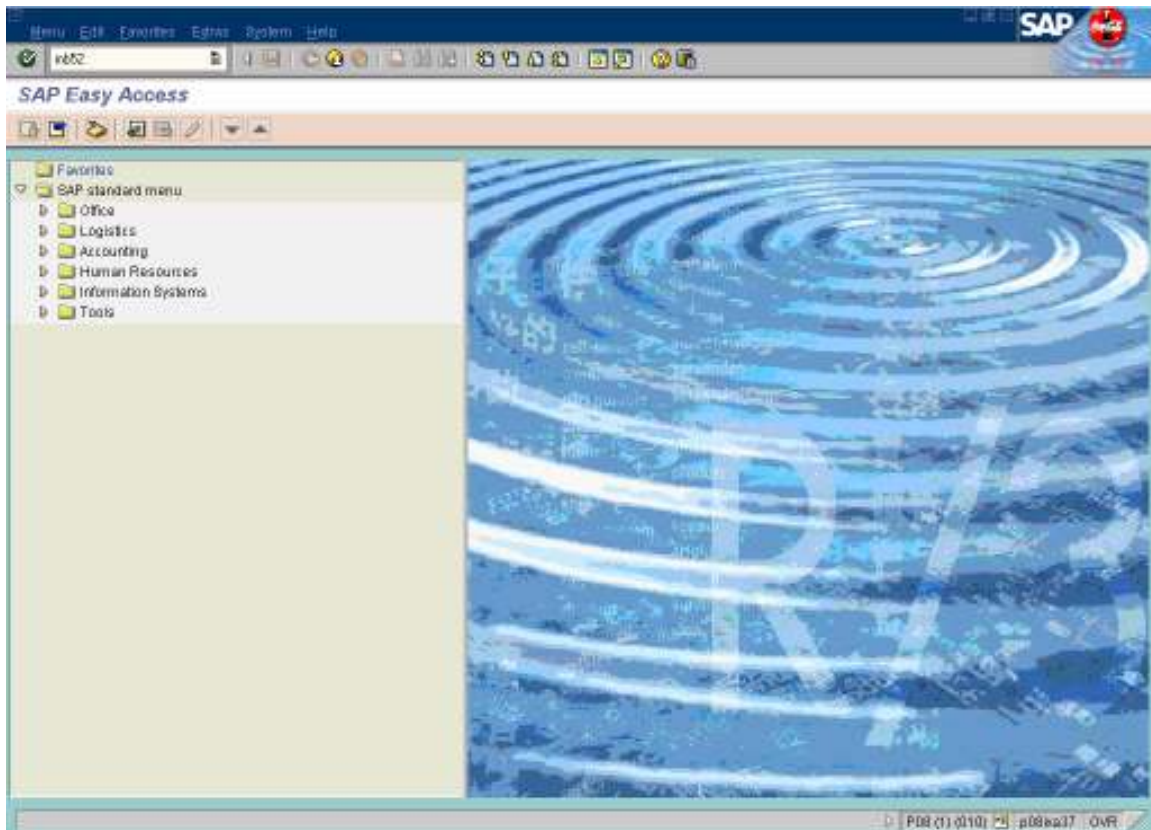 Menu Edit Favorites Extras System Help
SAP
mb52
SAP Easy Access
Favorites
SAP standard menu
Office
Logistics
Accounting
Human Resources
Information Systems
Tools
R/3
P08 (1) (010) OVR